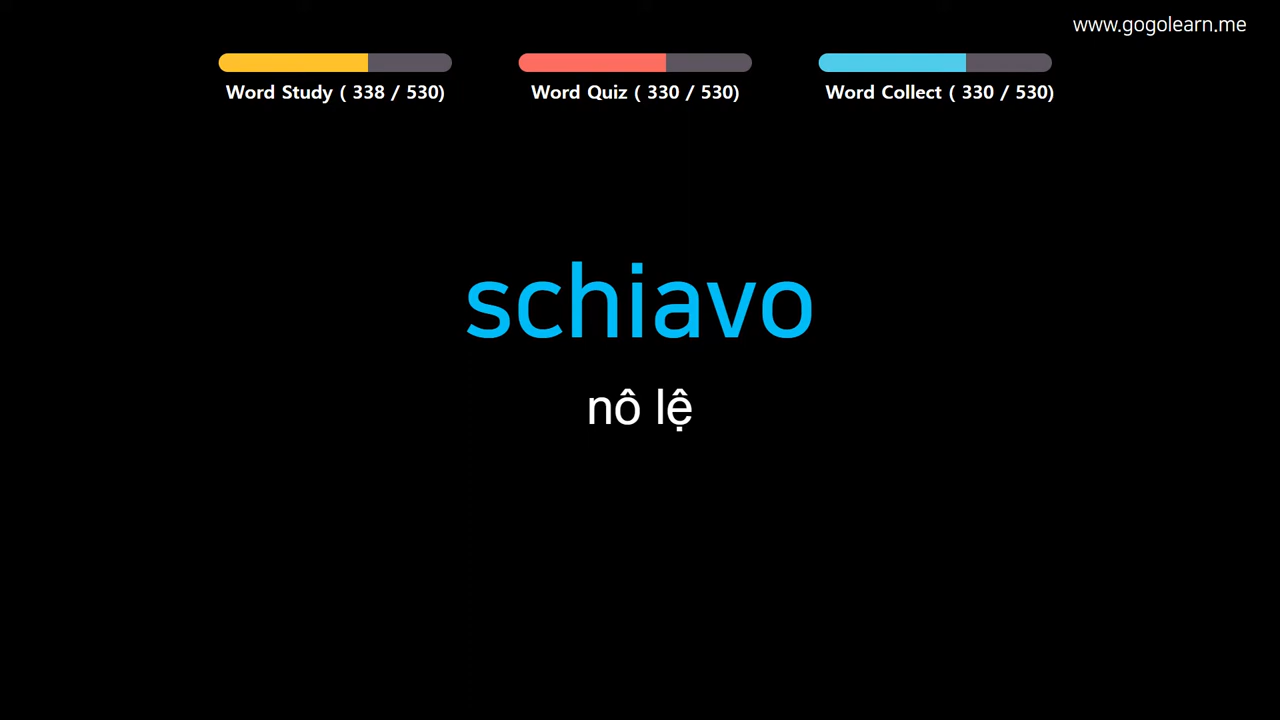 www.gogolearn.me
Word Study ( 338 / 530)
Word Quiz ( 330 / 530)
Word Collect ( 330 / 530)
schiavo
nô lệ